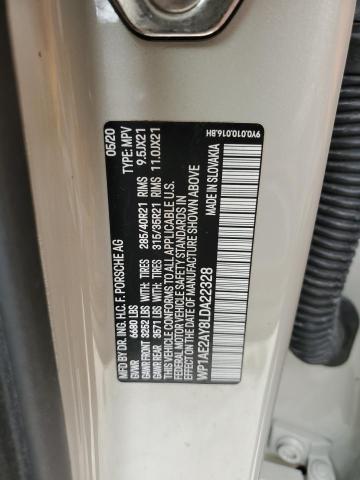 MFD. BY DR. ING. H.C. F. PORSCHE AG 05/20
GVWR 6680 LBS TYPE: MPV
GAWR FRONT 3252 LBS WITH: TIRES 285/40R21 RIMS 9.5JX21
GAWR REAR 3571 LBS WITH: TIRES 315/35R21 RIMS 11.0JX21
THIS VEHICLE CONFORMS TO ALL APPLICABLE U.S.
FEDERAL MOTOR VEHICLE SAFETY STANDARDS IN
EFFECT ON THE DATE OF MANUFACTURE SHOWN ABOVE
WP1AE2AY8LDA22328
MADE IN SLOVAKIA
9Y0.010.016.BH